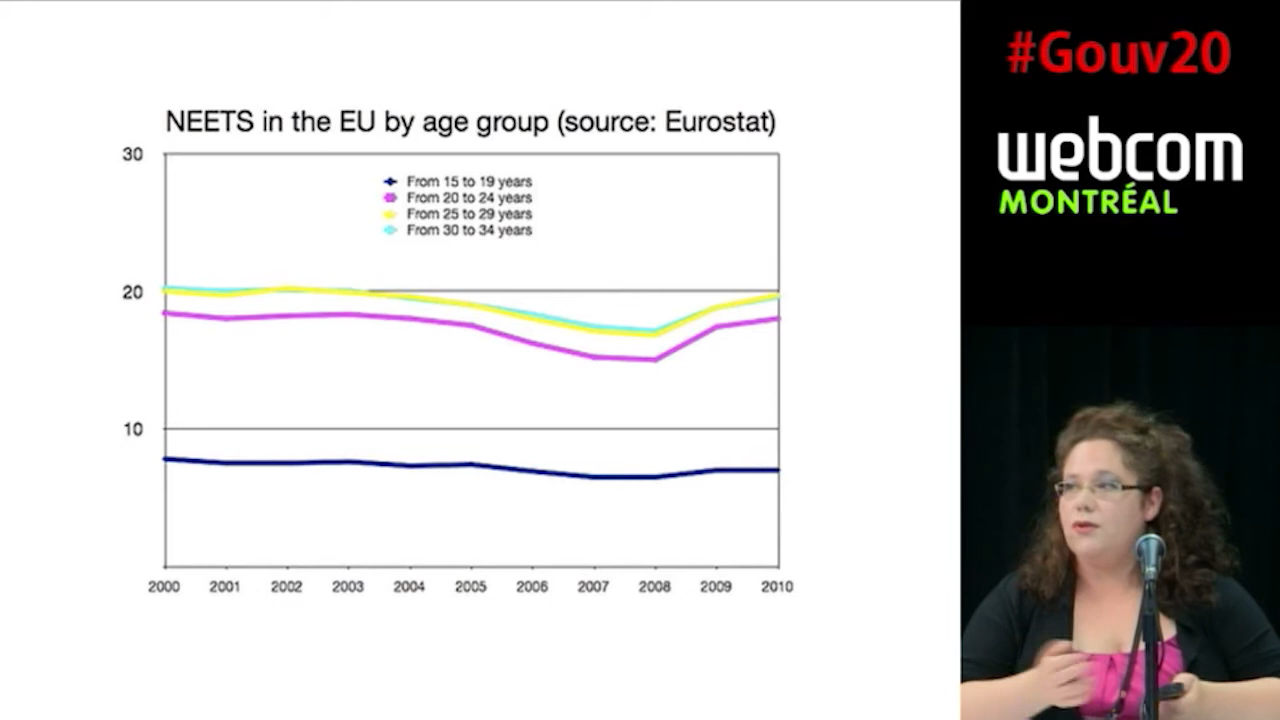 NEETS in the EU by age group (source: Eurostat)
30
From 15 to 19 years
From 20 to 24 years
From 25 to 29 years
From 30 to 34 years
20
10
2000 2001 2002 2003 2004 2005 2006 2007 2008 2009 2010
#Gouv20
webcom
MONTRÉAL